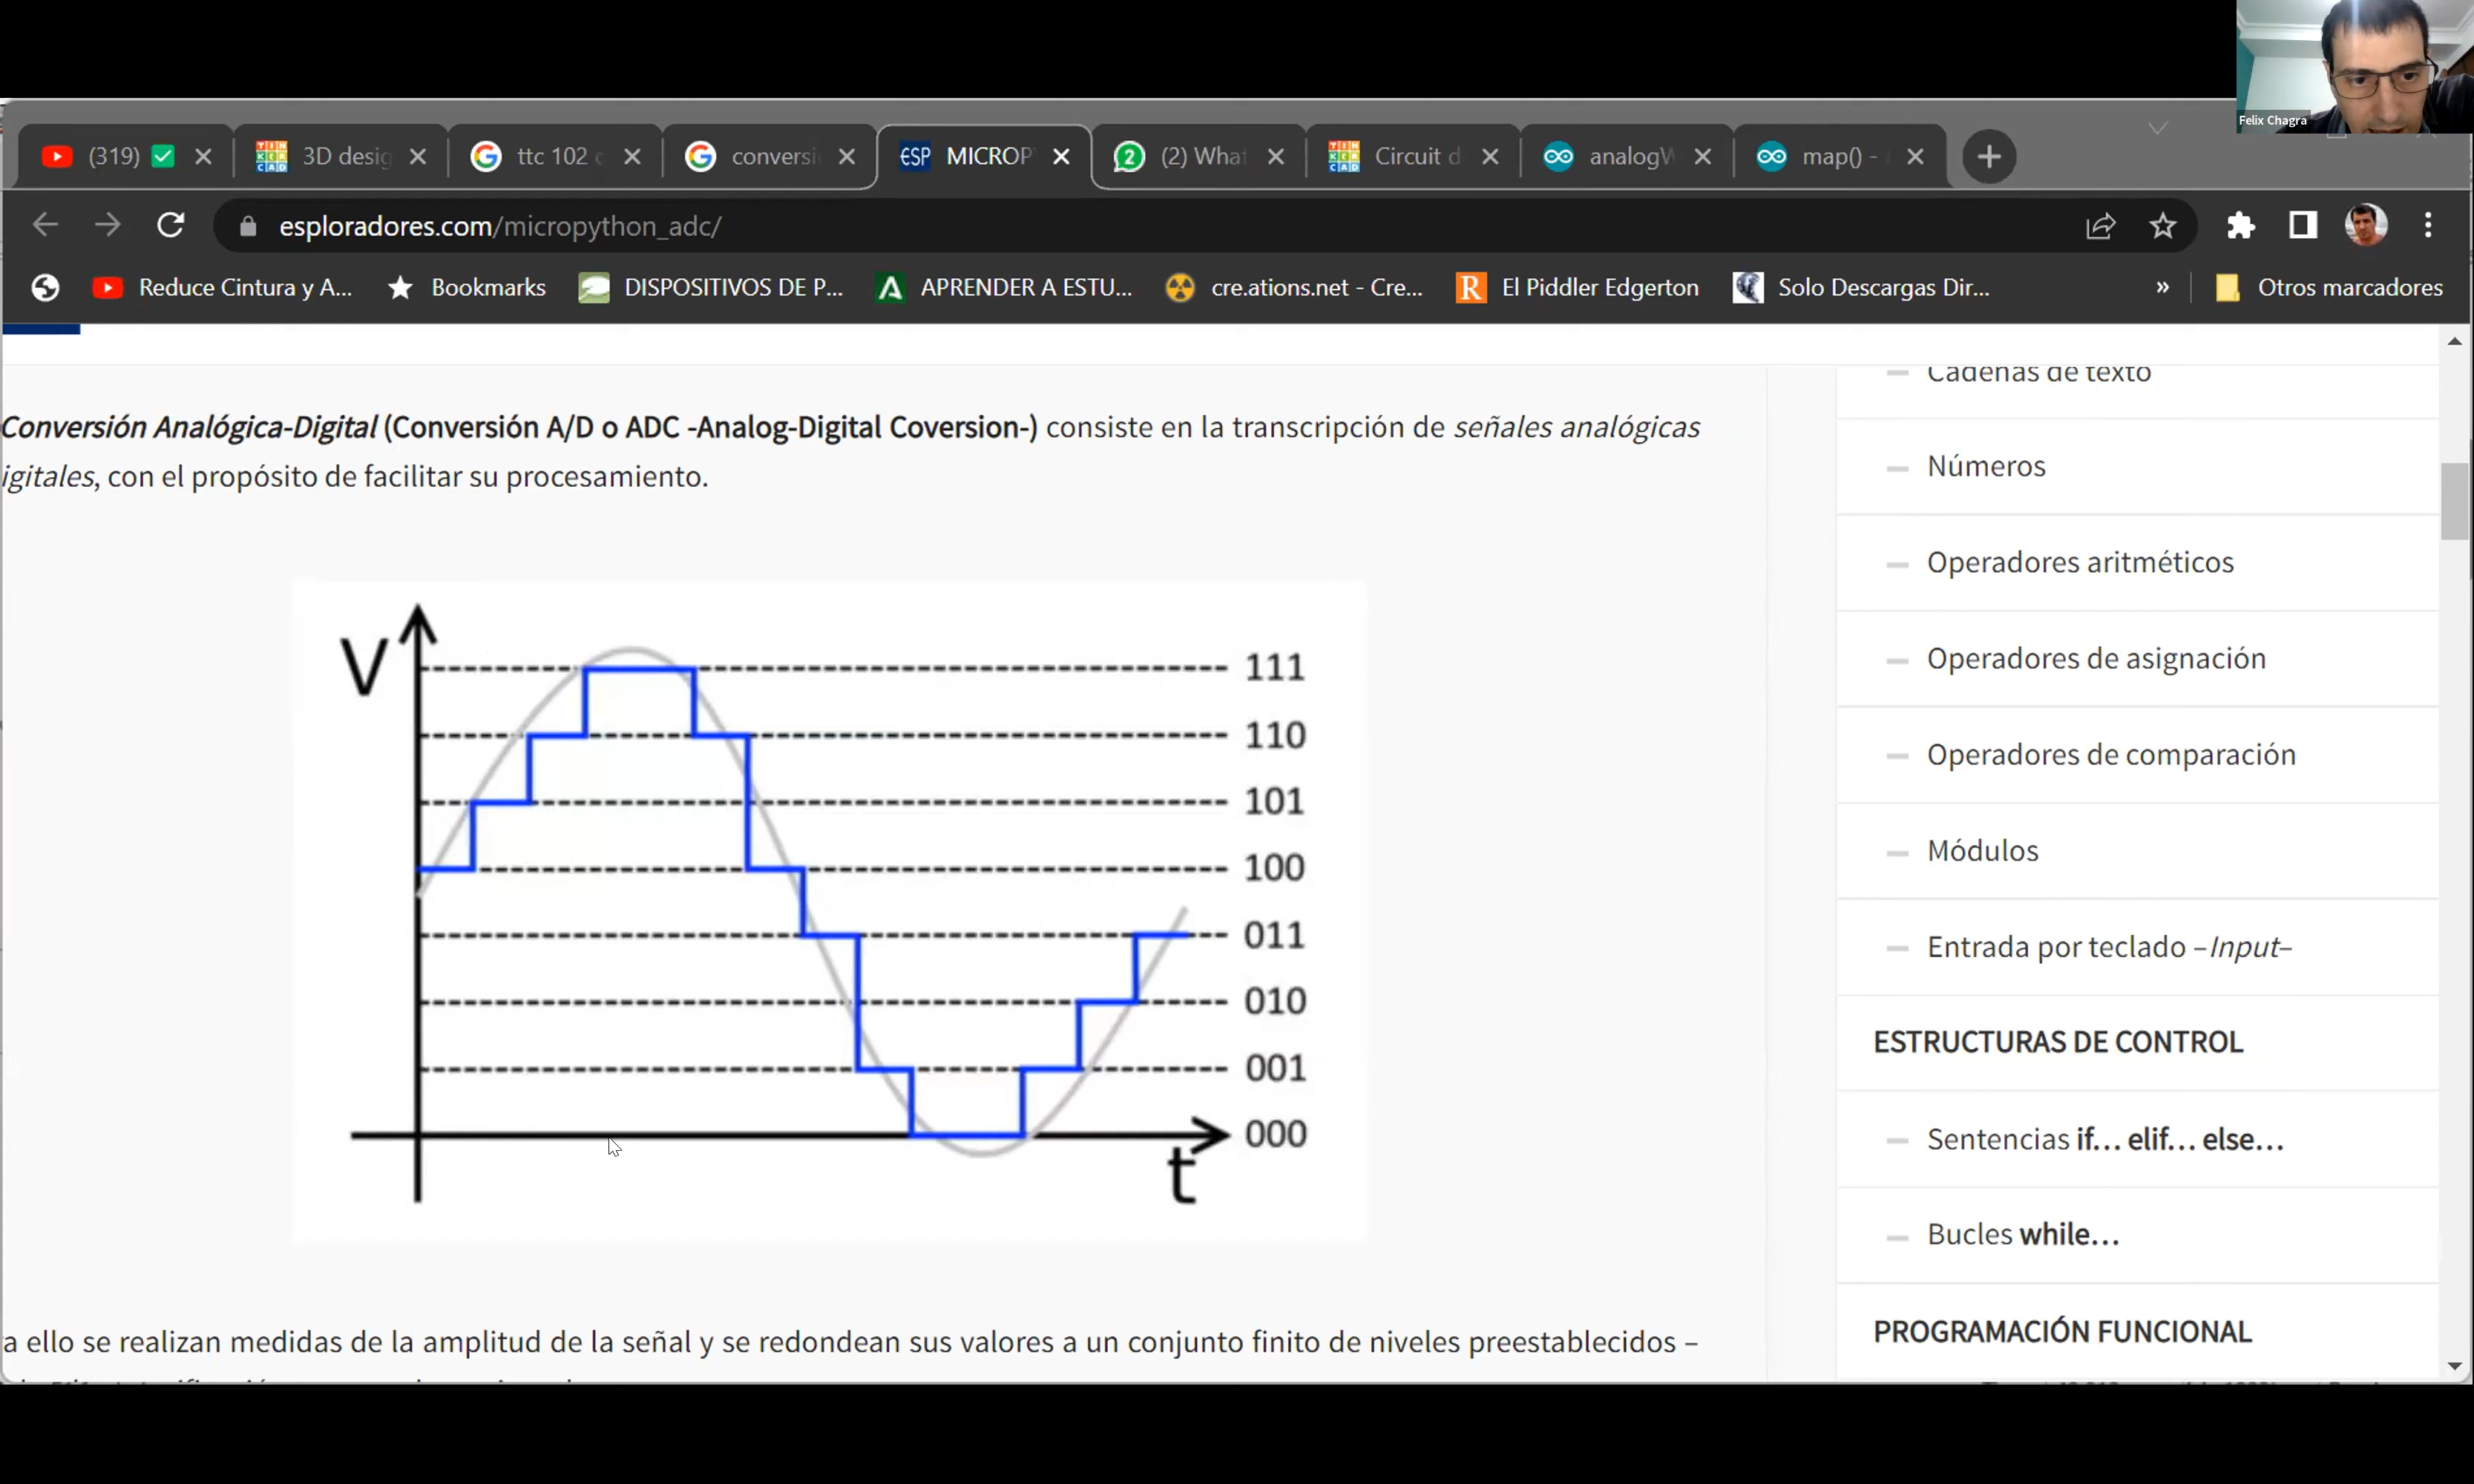 Felix Chagra
(319) 3D desig ttc 102 c conversi MICROP (2) What Circuit d analogW map() -
esploradores.com/micropython_adc/
Reduce Cintura y A... Bookmarks DISPOSITIVOS DE P... APRENDER A ESTU... cre.ations.net - Cre... El Piddler Edgerton Solo Descargas Dir... » Otros marcadores
Conversión Analógica-Digital (Conversión A/D o ADC -Analog-Digital Coversion-) consiste en la transcripción de señales analógicas
igitales, con el propósito de facilitar su procesamiento.
V
111
110
101
100
011
010
001
000
t
a ello se realizan medidas de la amplitud de la señal y se redondean sus valores a un conjunto finito de niveles preestablecidos –
Cadenas de texto
Números
Operadores aritméticos
Operadores de asignación
Operadores de comparación
Módulos
Entrada por teclado –Input–
ESTRUCTURAS DE CONTROL
Sentencias if... elif... else...
Bucles while...
PROGRAMACIÓN FUNCIONAL